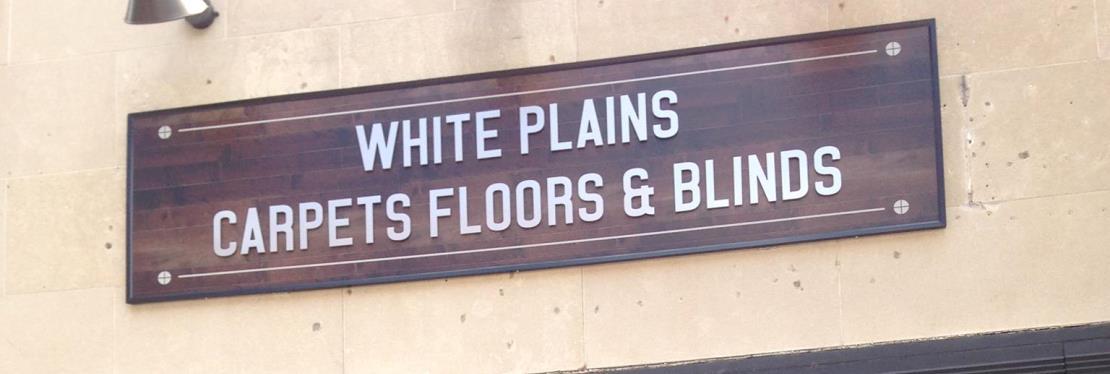 WHITE PLAINS
CARPETS FLOORS & BLINDS